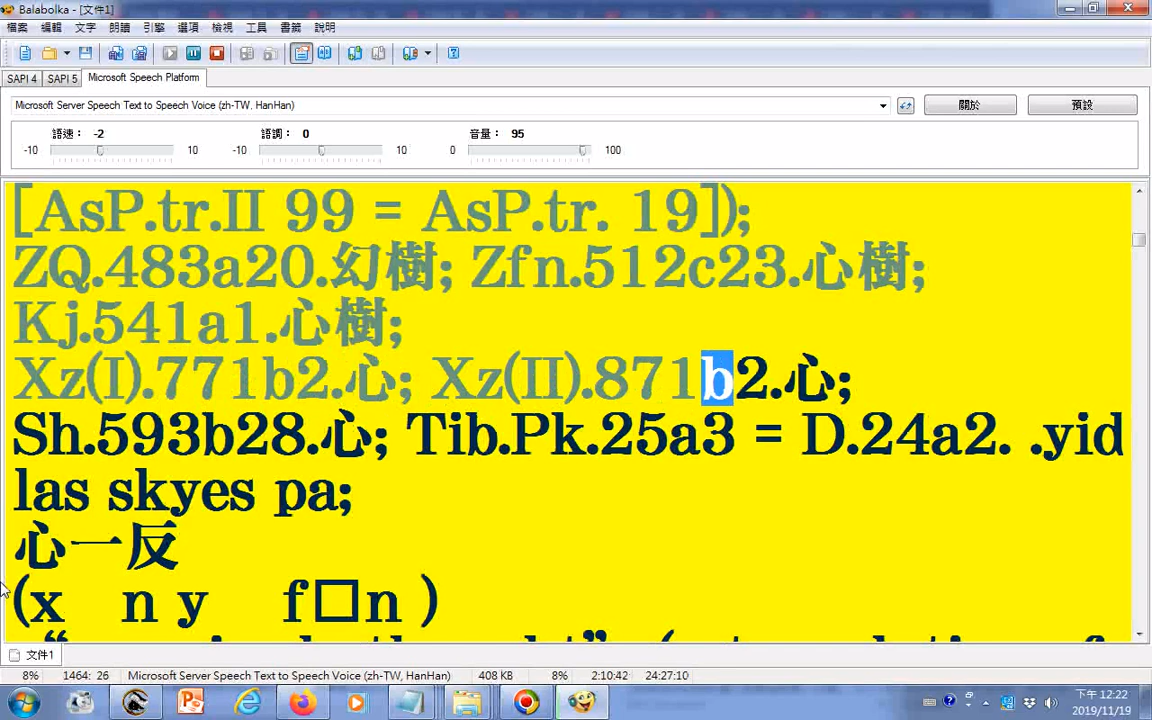 Balabolka - [文件1]
檔案 編輯 文字 朗讀 引擎 選項 檢視 工具 書籤 說明
SAPI 4 SAPI 5 Microsoft Speech Platform
Microsoft Server Speech Text to Speech Voice (zh-TW, HanHan) 關於 預設
語速： -2 語調： 0 音量： 95
-10 10 -10 10 0 100
[AsP.tr.II 99 = AsP.tr. 19]);
ZQ.483a20.幻樹; Zfn.512c23.心樹;
Kj.541a1.心樹;
Xz(I).771b2.心; Xz(II).871b2.心;
Sh.593b28.心; Tib.Pk.25a3 = D.24a2. .yid
las skyes pa;
心一反
(x n y f□n )
文件1
8% 1464: 26 Microsoft Server Speech Text to Speech Voice (zh-TW, HanHan) 408 KB 8% 2:10:42 24:27:10
下午 12:22
2019/11/19